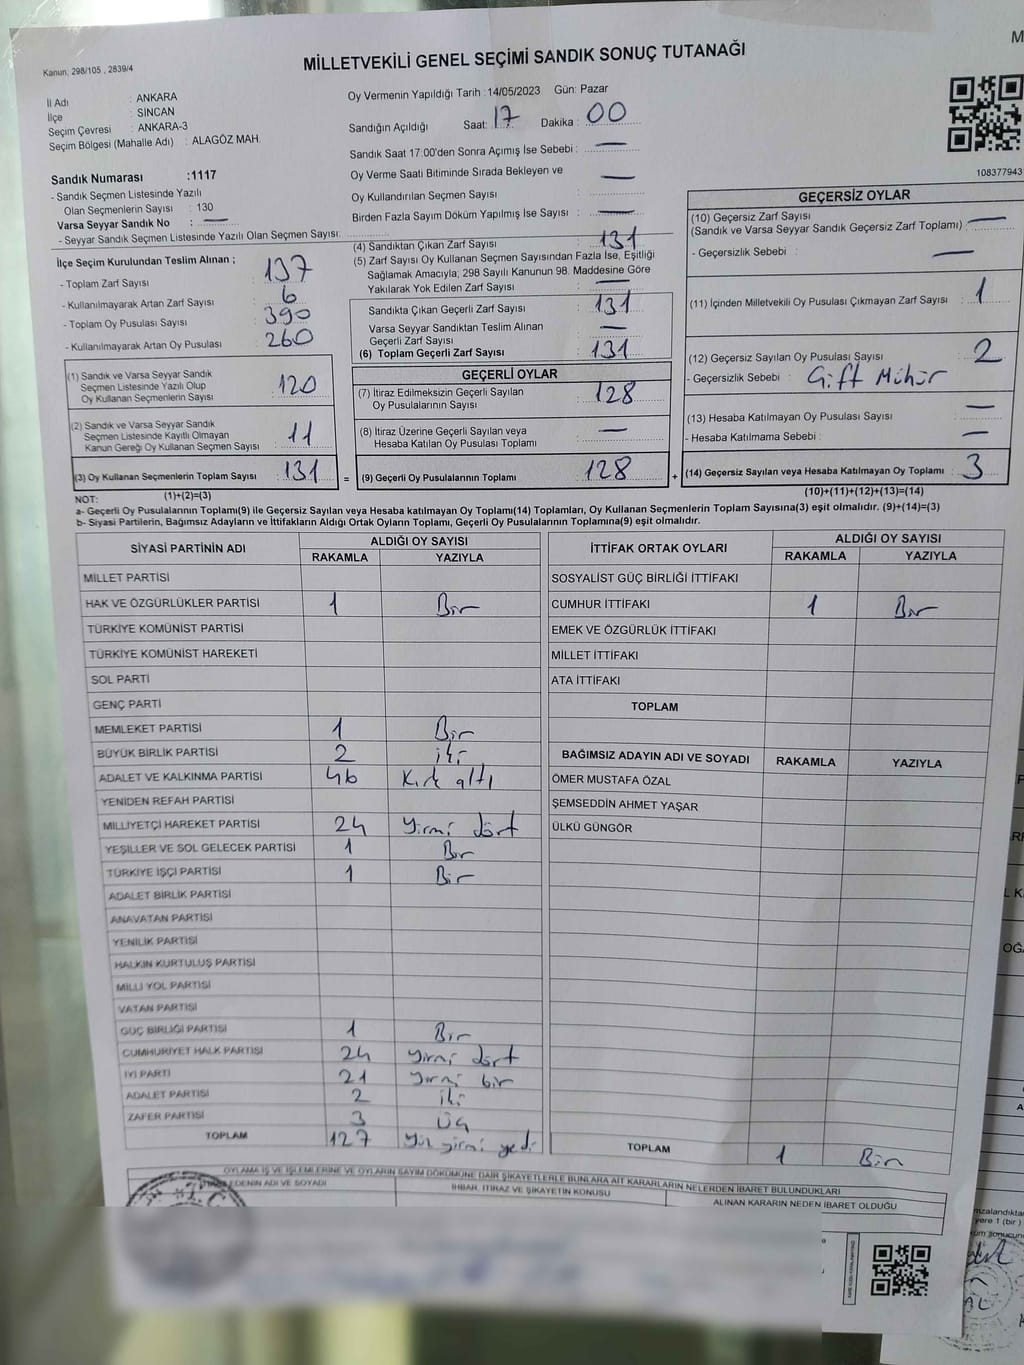 Kanun: 298/105 , 2839/4
MİLLETVEKİLİ GENEL SEÇİMİ SANDIK SONUÇ TUTANAĞI
M
İl Adı : ANKARA
İlçe : SİNCAN
Seçim Çevresi : ANKARA-3
Seçim Bölgesi (Mahalle Adı) : ALAGÖZ MAH.
Oy Vermenin Yapıldığı Tarih :14/05/2023 Gün: Pazar
Sandığın Açıldığı Saat: 17 Dakika : 00
Sandık Saat 17:00'den Sonra Açımış İse Sebebi : —
Oy Verme Saati Bitiminde Sırada Bekleyen ve
Oy Kullandırılan Seçmen Sayısı : —
Birden Fazla Sayım Döküm Yapılmış İse Sayısı : —
108377943
Sandık Numarası :1117
- Sandık Seçmen Listesinde Yazılı
Olan Seçmenlerin Sayısı : 130
Varsa Seyyar Sandık No : —
- Seyyar Sandık Seçmen Listesinde Yazılı Olan Seçmen Sayısı:
İlçe Seçim Kurulundan Teslim Alınan ;
- Toplam Zarf Sayısı : 137
- Kullanılmayarak Artan Zarf Sayısı : 6
- Toplam Oy Pusulası Sayısı : 390
- Kullanılmayarak Artan Oy Pusulası : 260
(1) Sandık ve Varsa Seyyar Sandık
Seçmen Listesinde Yazılı Olup
Oy Kullanan Seçmenlerin Sayısı : 120
(2) Sandık ve Varsa Seyyar Sandık
Seçmen Listesinde Kayıtlı Olmayan
Kanun Gereği Oy Kullanan Seçmen Sayısı : 11
(3) Oy Kullanan Seçmenlerin Toplam Sayısı : 131 =
(1)+(2)=(3)
(4) Sandıktan Çıkan Zarf Sayısı : 131
(5) Zarf Sayısı Oy Kullanan Seçmen Sayısından Fazla İse, Eşitliği
Sağlamak Amacıyla; 298 Sayılı Kanunun 98. Maddesine Göre
Yakılarak Yok Edilen Zarf Sayısı : —
Sandıkta Çıkan Geçerli Zarf Sayısı : 131
Varsa Seyyar Sandıktan Teslim Alınan
Geçerli Zarf Sayısı : —
(6) Toplam Geçerli Zarf Sayısı : 131
GEÇERLİ OYLAR
(7) İtiraz Edilmeksizin Geçerli Sayılan
Oy Pusulalarının Sayısı : 128
(8) İtiraz Üzerine Geçerli Sayılan veya
Hesaba Katılan Oy Pusulası Toplamı : —
(9) Geçerli Oy Pusulalarının Toplamı : 128 +
GEÇERSİZ OYLAR
(10) Geçersiz Zarf Sayısı
(Sandık ve Varsa Seyyar Sandık Geçersiz Zarf Toplamı) : —
- Geçersizlik Sebebi : —
(11) İçinden Milletvekili Oy Pusulası Çıkmayan Zarf Sayısı : 1
(12) Geçersiz Sayılan Oy Pusulası Sayısı : 2
- Geçersizlik Sebebi : Çift Mühür
(13) Hesaba Katılmayan Oy Pusulası Sayısı : —
- Hesaba Katılmama Sebebi : —
(14) Geçersiz Sayılan veya Hesaba Katılmayan Oy Toplamı : 3
(10)+(11)+(12)+(13)=(14)
NOT:
a- Geçerli Oy Pusulalarının Toplamı(9) ile Geçersiz Sayılan veya Hesaba katılmayan Oy Toplamı(14) Toplamları, Oy Kullanan Seçmenlerin Toplam Sayısına(3) eşit olmalıdır. (9)+(14)=(3)
b- Siyasi Partilerin, Bağımsız Adayların ve İttifakların Aldığı Ortak Oyların Toplamı, Geçerli Oy Pusulalarının Toplamına(9) eşit olmalıdır.
SİYASİ PARTİNİN ADI ALDIĞI OY SAYISI
RAKAMLA YAZIYLA
MİLLET PARTİSİ
HAK VE ÖZGÜRLÜKLER PARTİSİ 1 Bir
TÜRKİYE KOMÜNİST PARTİSİ
TÜRKİYE KOMÜNİST HAREKETİ
SOL PARTİ
GENÇ PARTİ
MEMLEKET PARTİSİ 1 Bir
BÜYÜK BİRLİK PARTİSİ 2 iki
ADALET VE KALKINMA PARTİSİ 46 Kırk altı
YENİDEN REFAH PARTİSİ
MİLLİYETÇİ HAREKET PARTİSİ 24 Yirmi dört
YEŞİLLER VE SOL GELECEK PARTİSİ 1 Bir
TÜRKİYE İŞÇİ PARTİSİ 1 Bir
ADALET BİRLİK PARTİSİ
ANAVATAN PARTİSİ
YENİLİK PARTİSİ
HALKIN KURTULUŞ PARTİSİ
MİLLİ YOL PARTİSİ
VATAN PARTİSİ
GÜÇ BİRLİĞİ PARTİSİ 1 Bir
CUMHURİYET HALK PARTİSİ 24 Yirmi dört
İYİ PARTİ 21 Yirmi bir
ADALET PARTİSİ 2 iki
ZAFER PARTİSİ 3 Üç
TOPLAM 127 Yüz yirmi yedi
İTTİFAK ORTAK OYLARI ALDIĞI OY SAYISI
RAKAMLA YAZIYLA
SOSYALİST GÜÇ BİRLİĞİ İTTİFAKI
CUMHUR İTTİFAKI 1 Bir
EMEK VE ÖZGÜRLÜK İTTİFAKI
MİLLET İTTİFAKI
ATA İTTİFAKI
TOPLAM
BAĞIMSIZ ADAYIN ADI VE SOYADI RAKAMLA YAZIYLA
ÖMER MUSTAFA ÖZAL
ŞEMSEDDİN AHMET YAŞAR
ÜLKÜ GÜNGÖR
TOPLAM 1 Bir
OYLAMA İŞ VE İŞLEMLERİNE VE OYLARIN SAYIM DÖKÜMÜNE DAİR ŞİKAYETLERLE BUNLARA AİT KARARLARIN NELERDEN İBARET BULUNDUKLARI
EDENİN ADI VE SOYADI
İHBAR, İTİRAZ VE ŞİKAYETİN KONUSU
ALINAN KARARIN NEDEN İBARET OLDUĞU